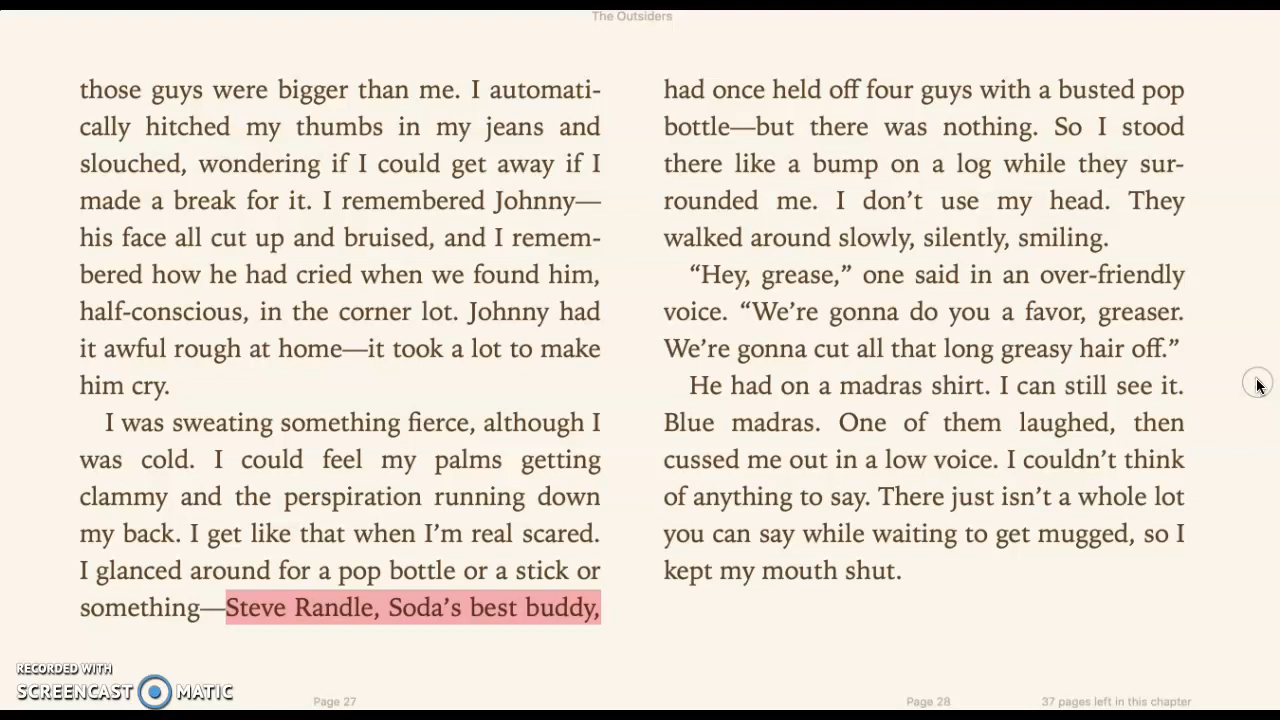 The Outsiders
those guys were bigger than me. I automati-
cally hitched my thumbs in my jeans and
slouched, wondering if I could get away if I
made a break for it. I remembered Johnny—
his face all cut up and bruised, and I remem-
bered how he had cried when we found him,
half-conscious, in the corner lot. Johnny had
it awful rough at home—it took a lot to make
him cry.
I was sweating something fierce, although I
was cold. I could feel my palms getting
clammy and the perspiration running down
my back. I get like that when I’m real scared.
I glanced around for a pop bottle or a stick or
something—Steve Randle, Soda’s best buddy,
had once held off four guys with a busted pop
bottle—but there was nothing. So I stood
there like a bump on a log while they sur-
rounded me. I don’t use my head. They
walked around slowly, silently, smiling.
“Hey, grease,” one said in an over-friendly
voice. “We’re gonna do you a favor, greaser.
We’re gonna cut all that long greasy hair off.”
He had on a madras shirt. I can still see it.
Blue madras. One of them laughed, then
cussed me out in a low voice. I couldn’t think
of anything to say. There just isn’t a whole lot
you can say while waiting to get mugged, so I
kept my mouth shut.
RECORDED WITH
SCREENCAST MATIC
Page 27
Page 28
37 pages left in this chapter